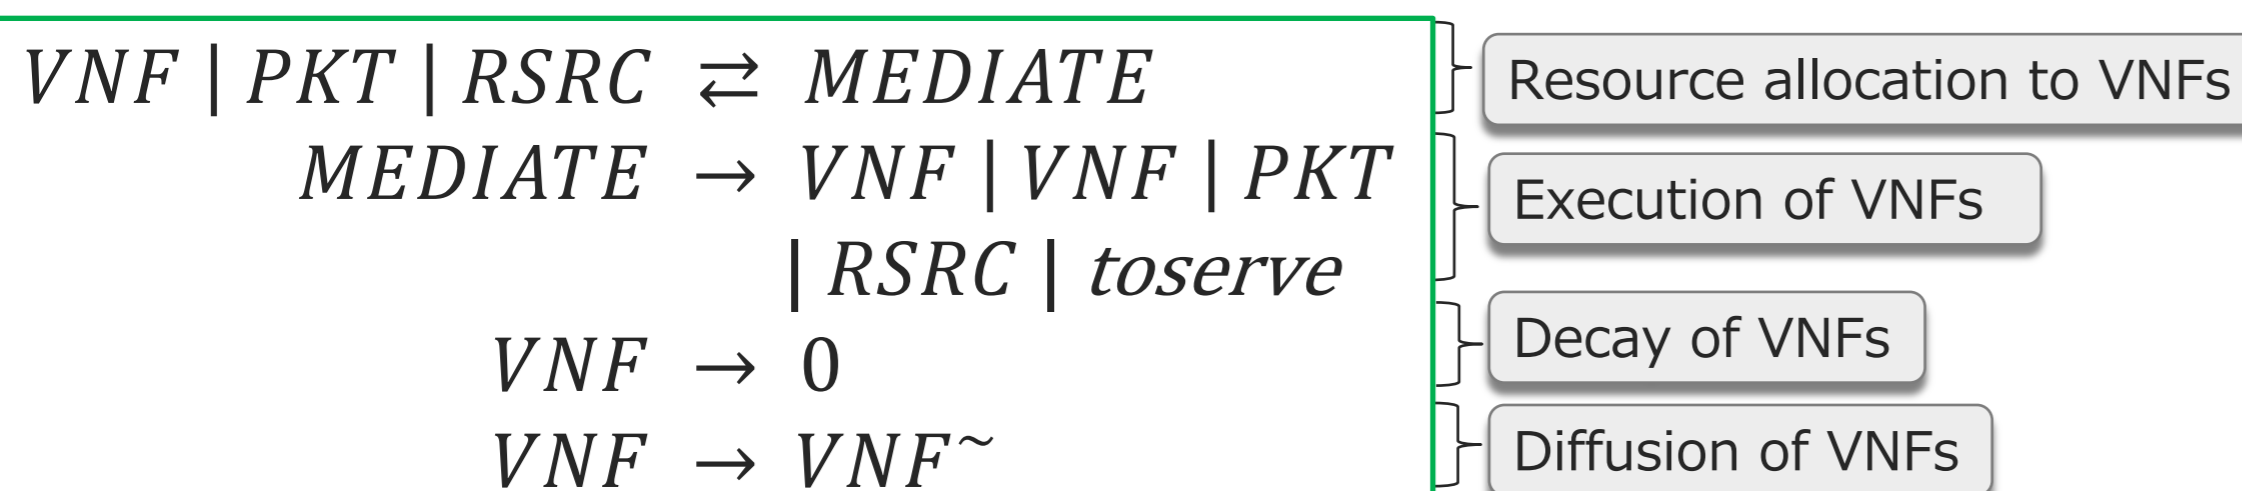 VNF | PKT | RSRC ⇄ MEDIATE
Resource allocation to VNFs
MEDIATE → VNF | VNF | PKT
| RSRC | toserve
Execution of VNFs
VNF → 0
Decay of VNFs
VNF → VNF~
Diffusion of VNFs